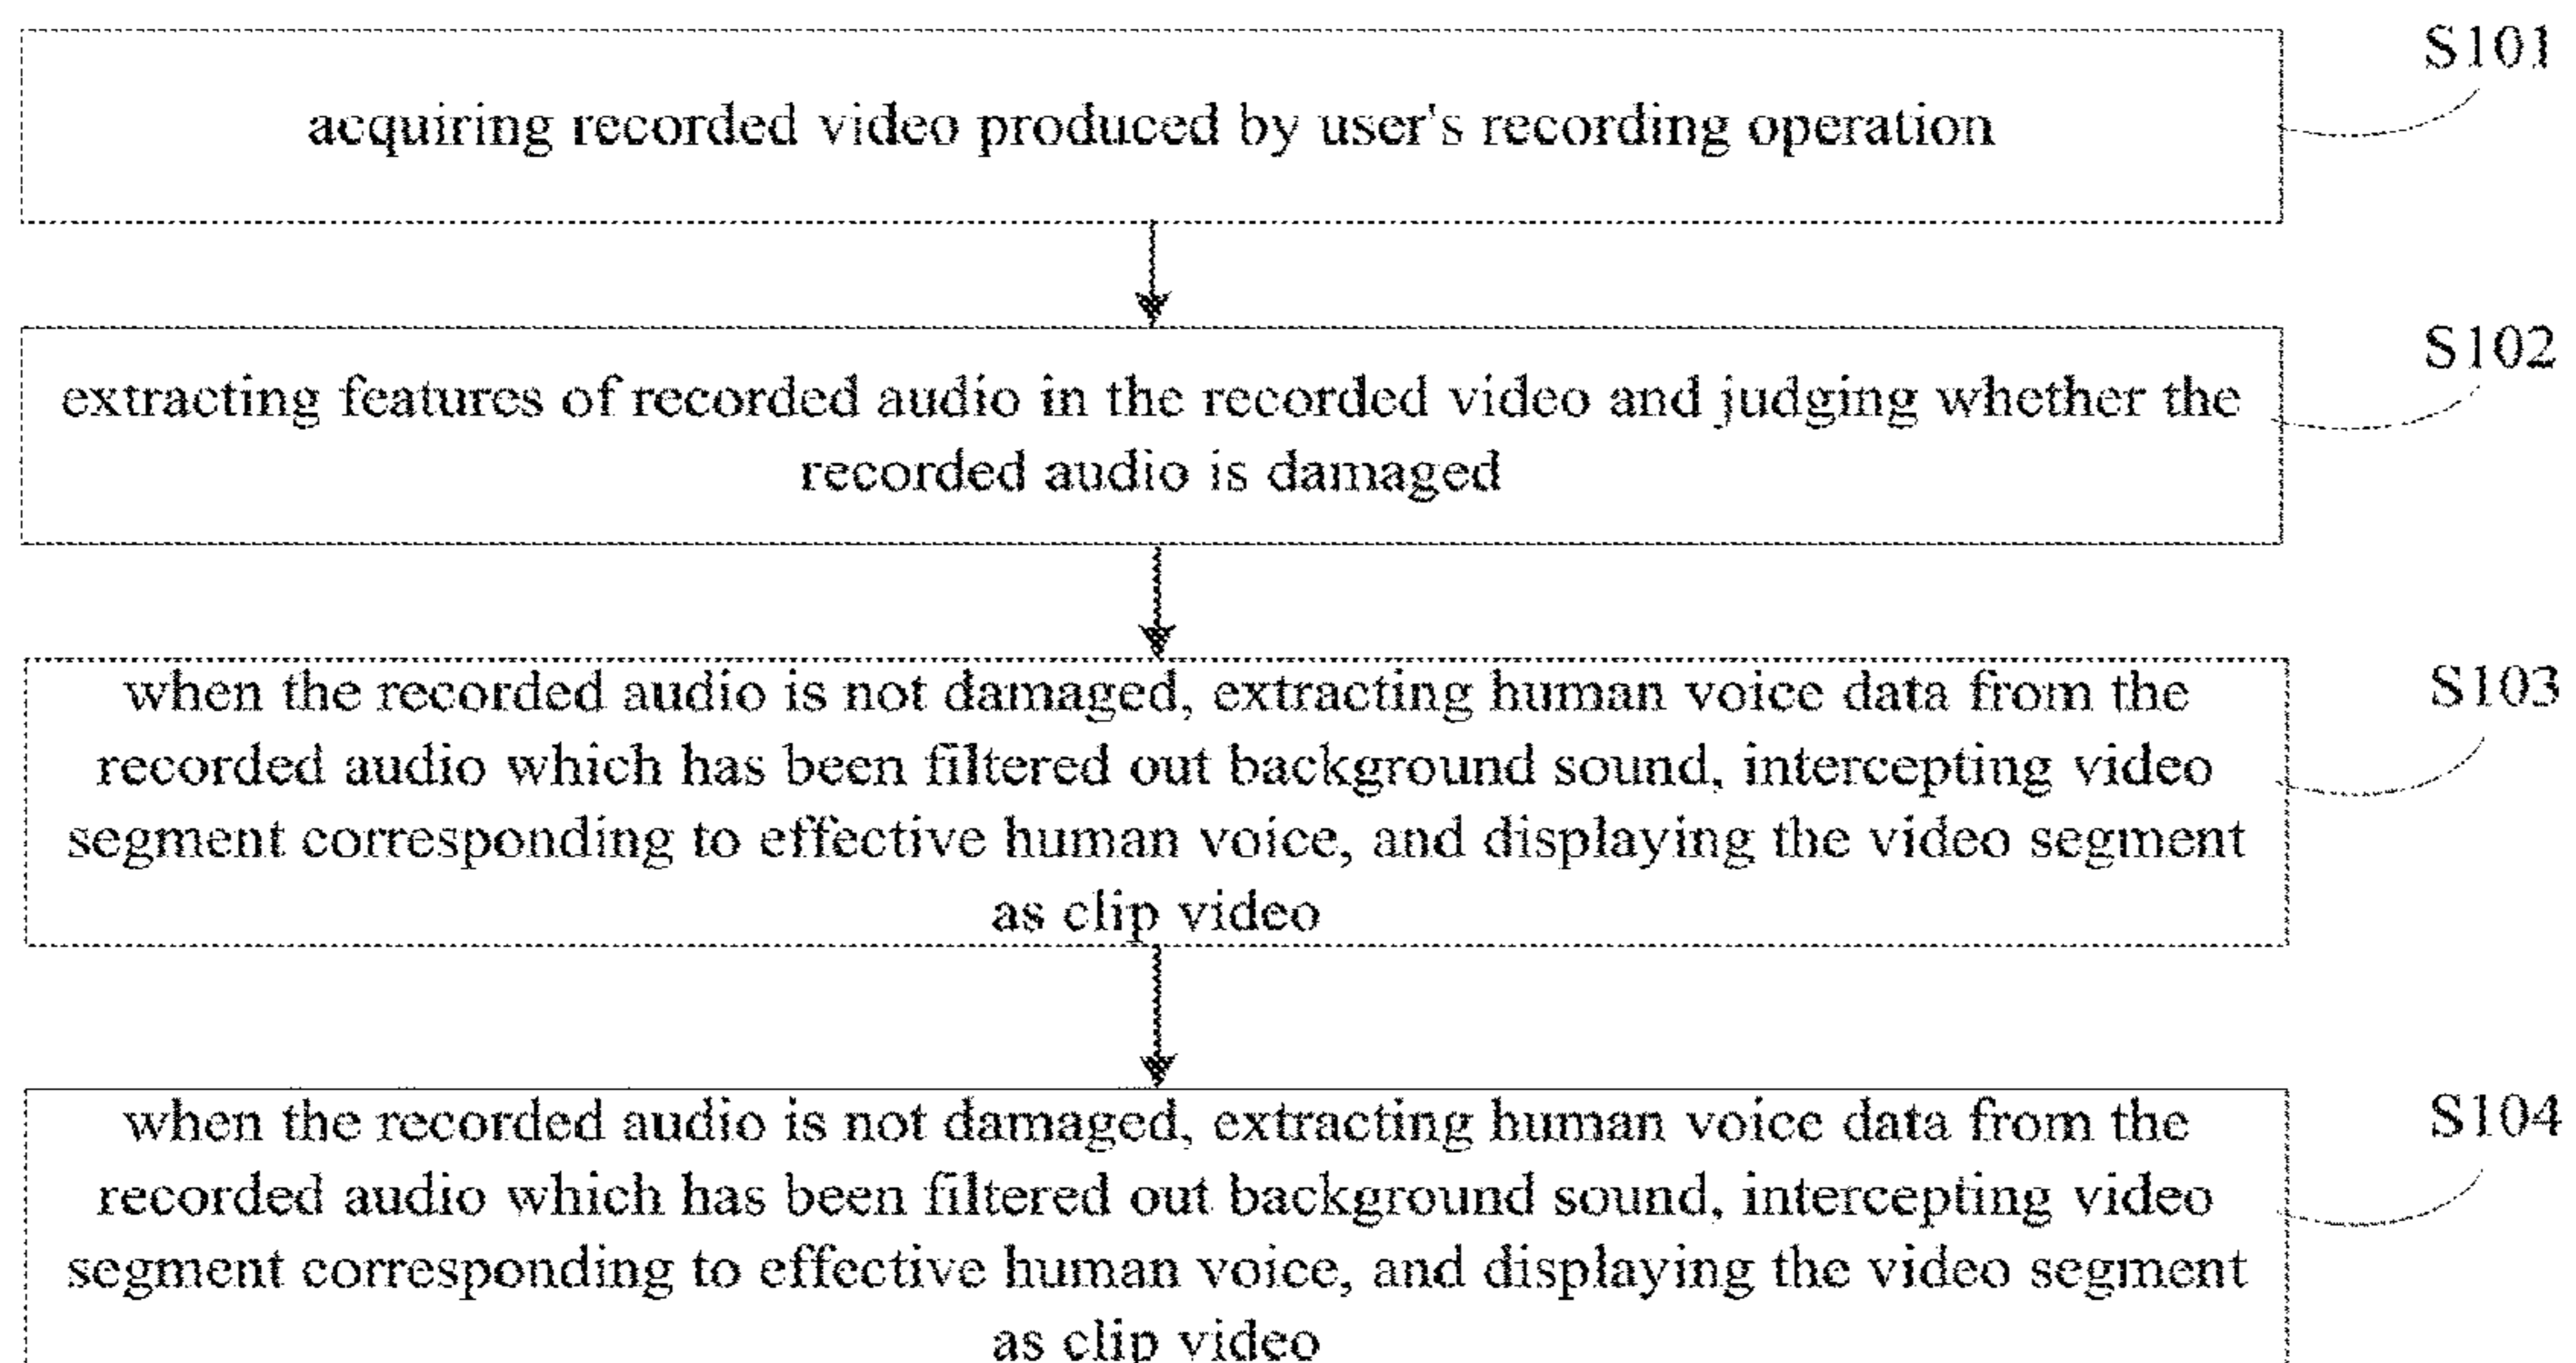 S101
acquiring recorded video produced by user's recording operation
S102
extracting features of recorded audio in the recorded video and judging whether the
recorded audio is damaged
S103
when the recorded audio is not damaged, extracting human voice data from the
recorded audio which has been filtered out background sound, intercepting video
segment corresponding to effective human voice, and displaying the video segment
as clip video
S104
when the recorded audio is not damaged, extracting human voice data from the
recorded audio which has been filtered out background sound, intercepting video
segment corresponding to effective human voice, and displaying the video segment
as clip video